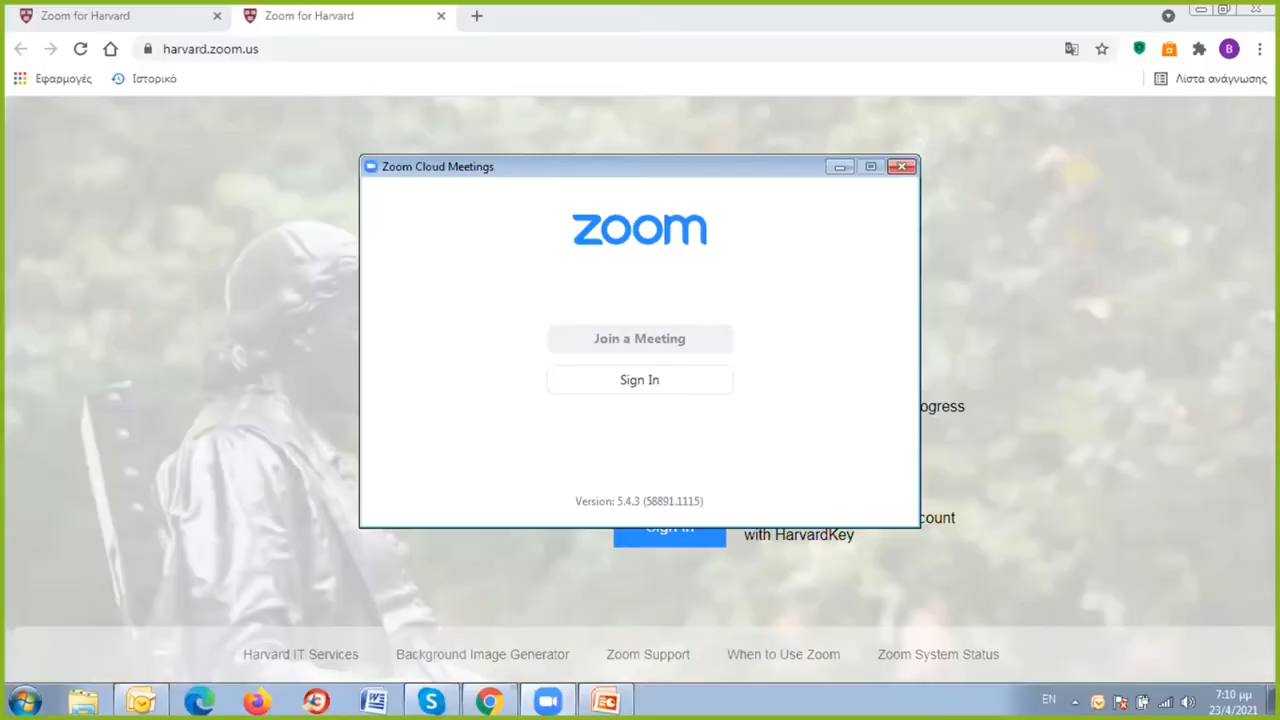 Zoom for Harvard
Zoom for Harvard
harvard.zoom.us
B
Εφαρμογές
Ιστορικό
Λίστα ανάγνωσης
Zoom Cloud Meetings
zoom
Join a Meeting
Sign In
ogress
Version: 5.4.3 (58891.1115)
count
Sign In
with HarvardKey
Harvard IT Services
Background Image Generator
Zoom Support
When to Use Zoom
Zoom System Status
EN
7:10 μμ
23/4/2021